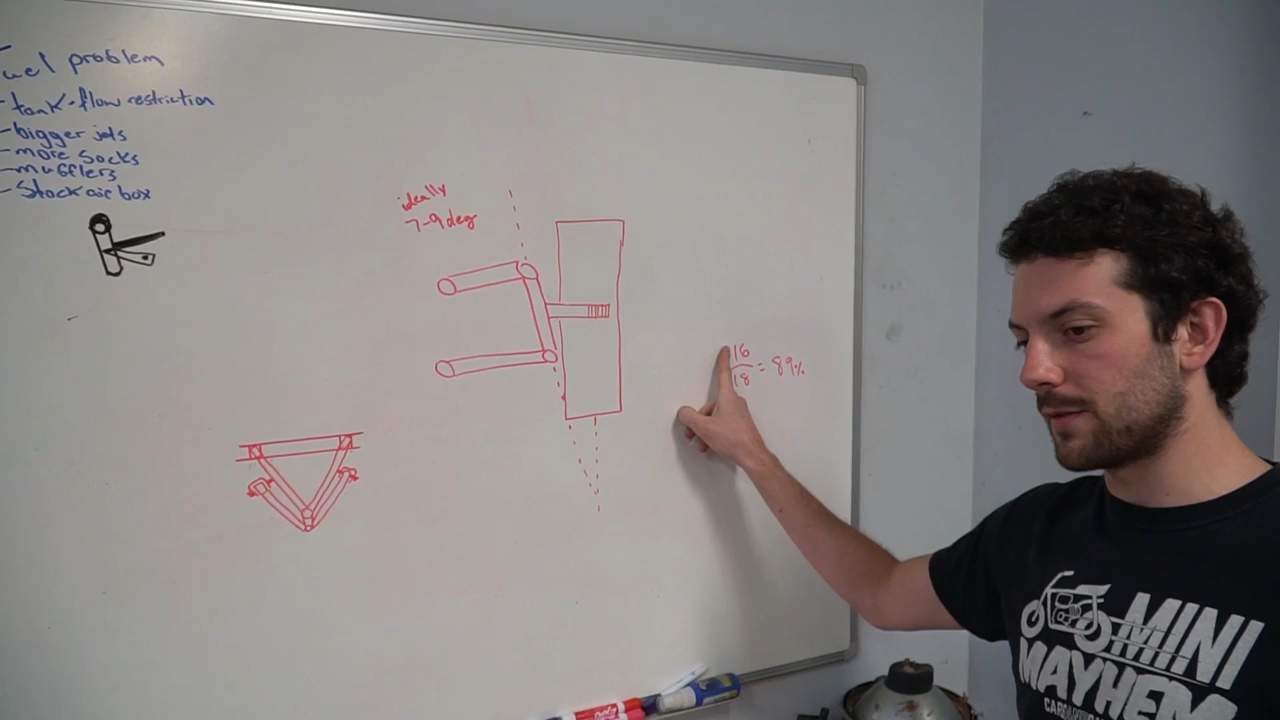 uel problem
- tank-flow restriction
- bigger jets
- more socks
- mufflers
- Stock air box
ideally
7-9 deg
16
18 = 89%
MINI
MAYHEM